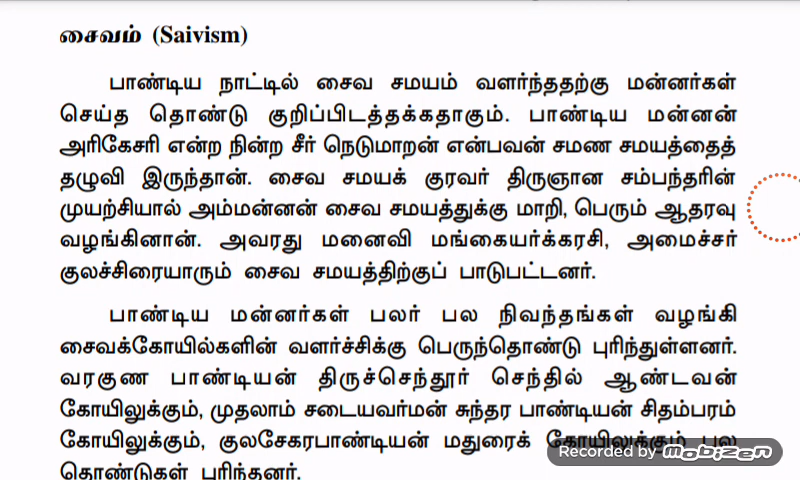 சைவம் (Saivism)
பாண்டிய நாட்டில் சைவ சமயம் வளர்ந்ததற்கு மன்னர்கள்
செய்த தொண்டு குறிப்பிடத்தக்கதாகும். பாண்டிய மன்னன்
அரிகேசரி என்ற நின்ற சீர் நெடுமாறன் என்பவன் சமண சமயத்தைத்
தழுவி இருந்தான். சைவ சமயக் குரவர் திருஞான சம்பந்தரின்
முயற்சியால் அம்மன்னன் சைவ சமயத்துக்கு மாறி, பெரும் ஆதரவு
வழங்கினான். அவரது மனைவி மங்கையர்க்கரசி, அமைச்சர்
குலச்சிரையாரும் சைவ சமயத்திற்குப் பாடுபட்டனர்.
பாண்டிய மன்னர்கள் பலர் பல நிவந்தங்கள் வழங்கி
சைவக்கோயில்களின் வளர்ச்சிக்கு பெருந்தொண்டு புரிந்துள்ளனர்.
வரகுண பாண்டியன் திருச்செந்தூர் செந்தில் ஆண்டவன்
கோயிலுக்கும், முதலாம் சடையவர்மன் சுந்தர பாண்டியன் சிதம்பரம்
கோயிலுக்கும், குலசேகரபாண்டியன் மதுரைக் கோயிலுக்கும் பல
தொண்டுகள் புரிந்தனர்.
Recorded by mobizen